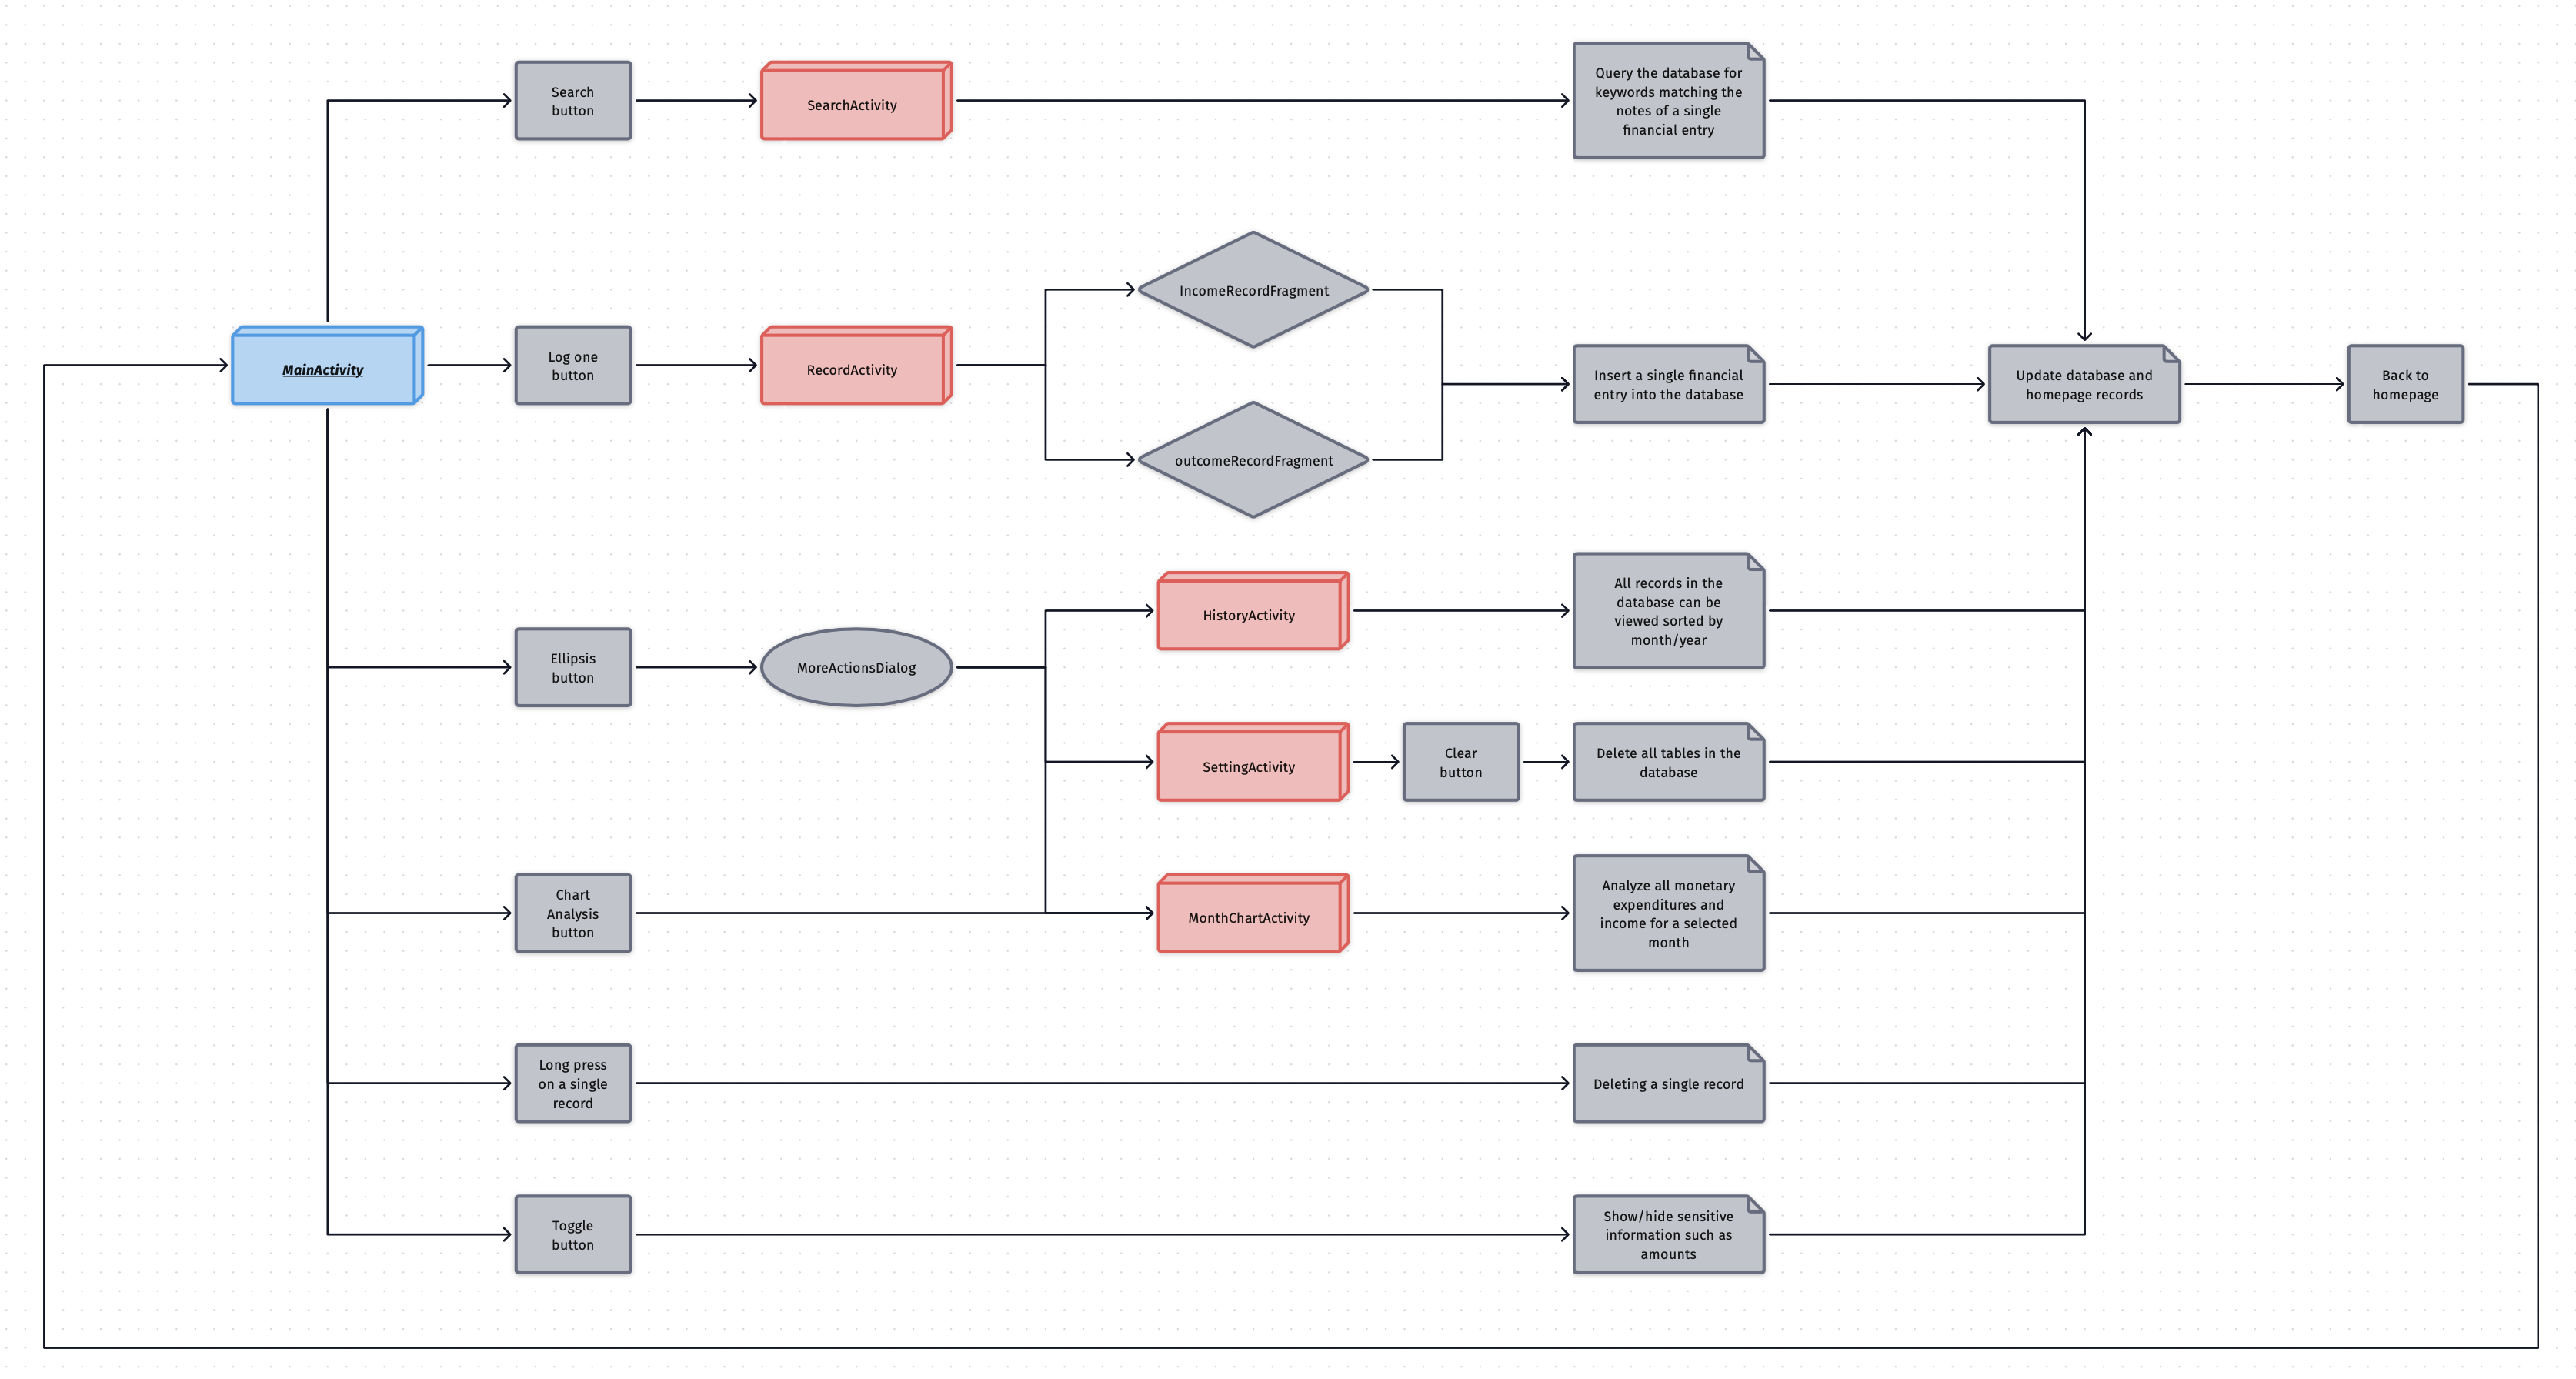 Search
button
SearchActivity
Query the database for
keywords matching the
notes of a single
financial entry
MainActivity
Log one
button
RecordActivity
IncomeRecordFragment
outcomeRecordFragment
Insert a single financial
entry into the database
Update database and
homepage records
Back to
homepage
Ellipsis
button
MoreActionsDialog
HistoryActivity
All records in the
database can be
viewed sorted by
month/year
SettingActivity
Clear
button
Delete all tables in the
database
Chart
Analysis
button
MonthChartActivity
Analyze all monetary
expenditures and
income for a selected
month
Long press
on a single
record
Deleting a single record
Toggle
button
Show/hide sensitive
information such as
amounts